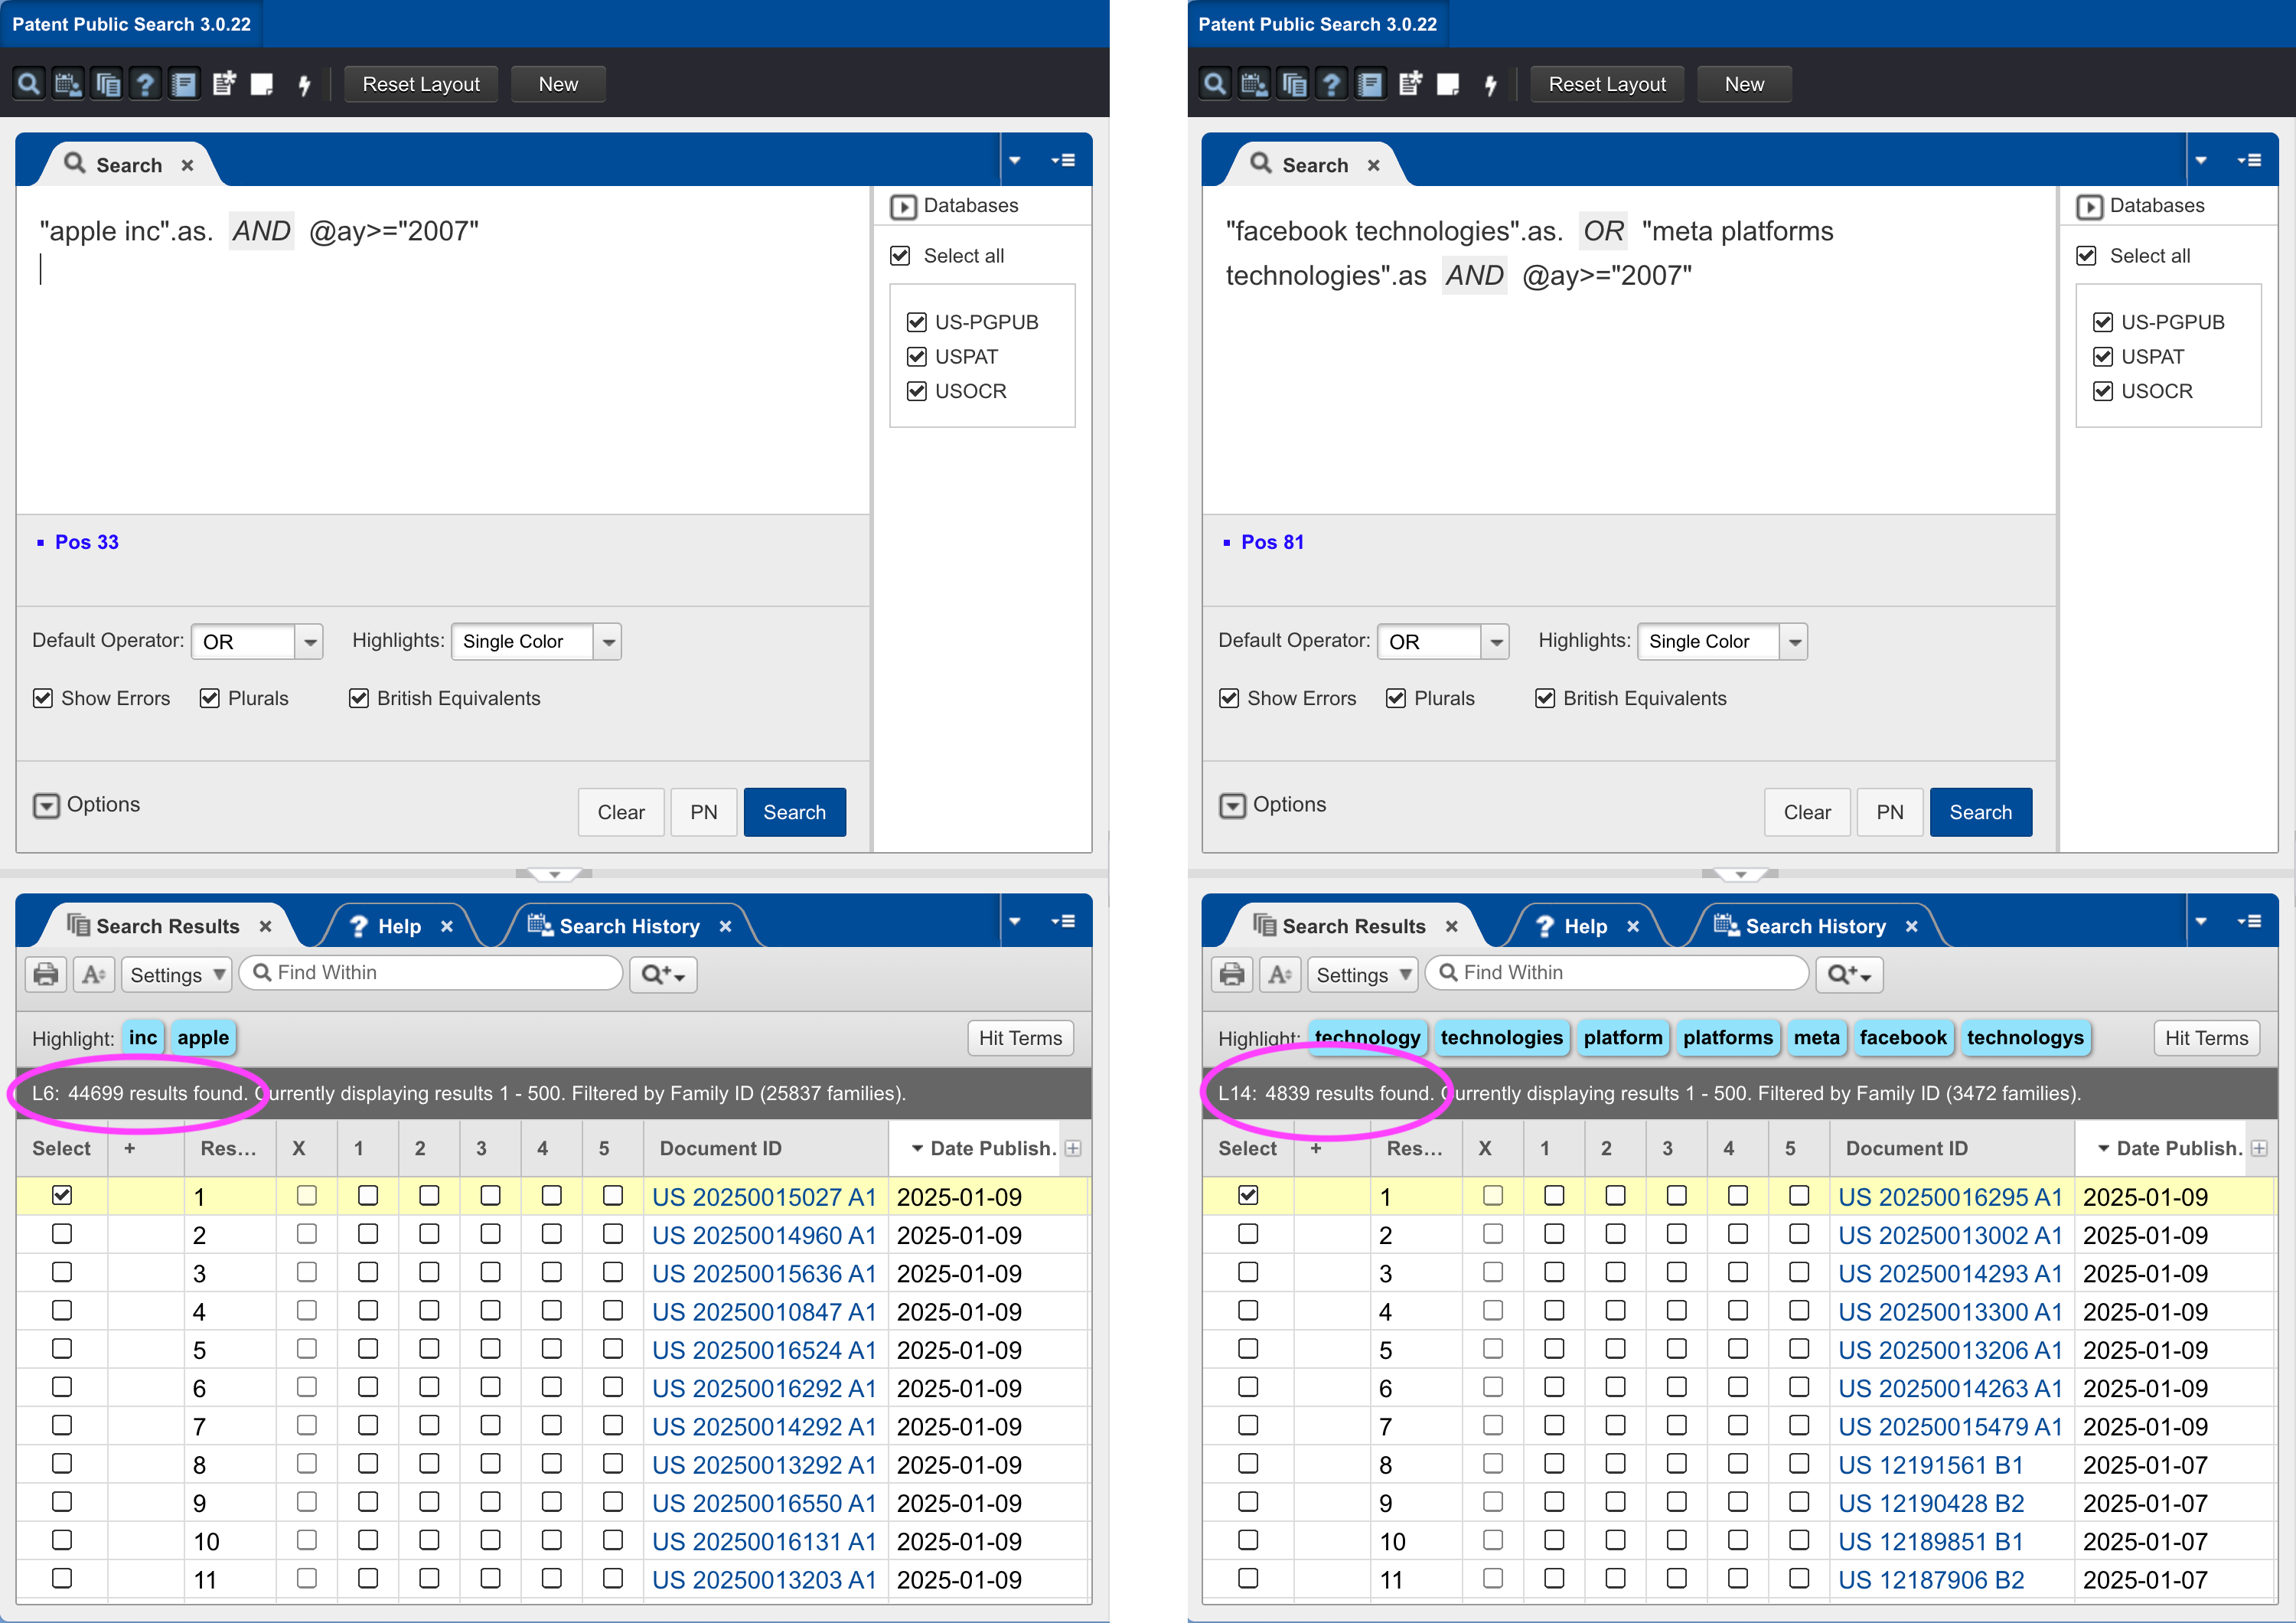 Patent Public Search 3.0.22
Reset Layout New
Search
"apple inc".as. AND @ay>="2007"
Databases
Select all
US-PGPUB
USPAT
USOCR
Pos 33
Default Operator: OR Highlights: Single Color
Show Errors Plurals British Equivalents
Options Clear PN Search
Search Results Help Search History
Settings Find Within
Highlight: inc apple Hit Terms
L6: 44699 results found. Currently displaying results 1 - 500. Filtered by Family ID (25837 families).
Select + Res... X 1 2 3 4 5 Document ID Date Publish.
1 US 20250015027 A1 2025-01-09
2 US 20250014960 A1 2025-01-09
3 US 20250015636 A1 2025-01-09
4 US 20250010847 A1 2025-01-09
5 US 20250016524 A1 2025-01-09
6 US 20250016292 A1 2025-01-09
7 US 20250014292 A1 2025-01-09
8 US 20250013292 A1 2025-01-09
9 US 20250016550 A1 2025-01-09
10 US 20250016131 A1 2025-01-09
11 US 20250013203 A1 2025-01-09
Patent Public Search 3.0.22
Reset Layout New
Search
"facebook technologies".as. OR "meta platforms
technologies".as AND @ay>="2007"
Databases
Select all
US-PGPUB
USPAT
USOCR
Pos 81
Default Operator: OR Highlights: Single Color
Show Errors Plurals British Equivalents
Options Clear PN Search
Search Results Help Search History
Settings Find Within
Highlight: technology technologies platform platforms meta facebook technologys Hit Terms
L14: 4839 results found. Currently displaying results 1 - 500. Filtered by Family ID (3472 families).
Select + Res... X 1 2 3 4 5 Document ID Date Publish.
1 US 20250016295 A1 2025-01-09
2 US 20250013002 A1 2025-01-09
3 US 20250014293 A1 2025-01-09
4 US 20250013300 A1 2025-01-09
5 US 20250013206 A1 2025-01-09
6 US 20250014263 A1 2025-01-09
7 US 20250015479 A1 2025-01-09
8 US 12191561 B1 2025-01-07
9 US 12190428 B2 2025-01-07
10 US 12189851 B1 2025-01-07
11 US 12187906 B2 2025-01-07